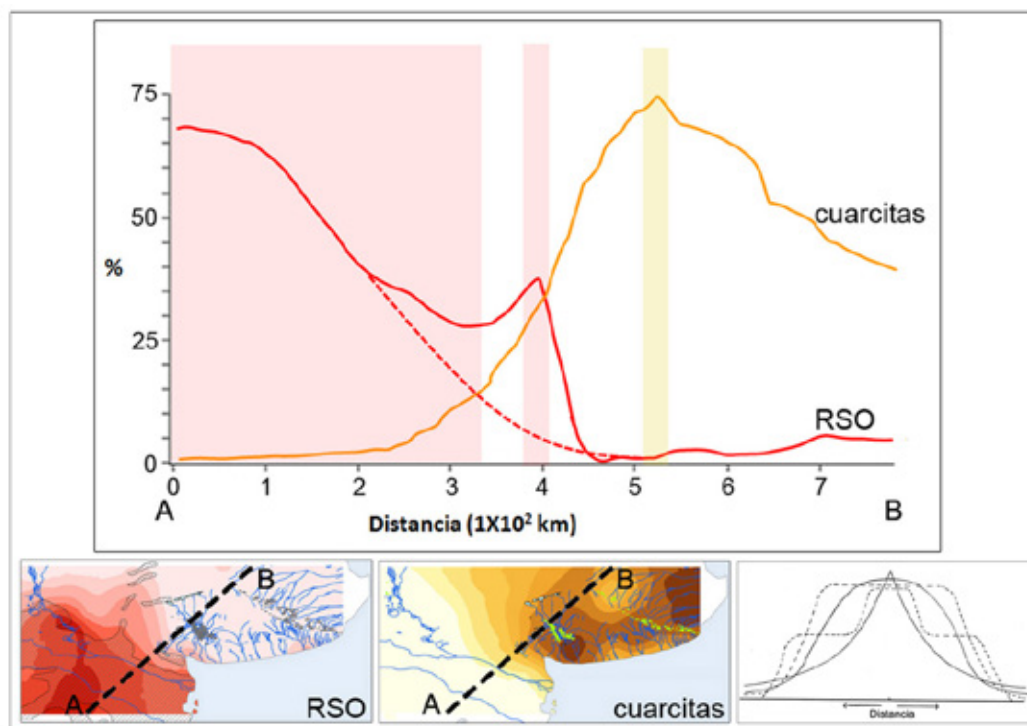 75
50
%
25
0
cuarcitas
RSO
0 1 2 3 4 5 6 7
A B
Distancia (1X10² km)
B
A
RSO
B
A
cuarcitas
Distancia